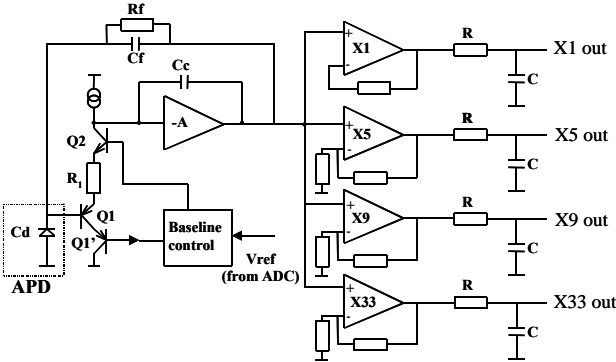 Rf
Cf
Cc
-A
Q2
R1
Q1
Q1'
Cd
APD
Baseline
control
Vref
(from ADC)
+
X1
-
R
C
X1 out
+
X5
-
R
C
X5 out
+
X9
-
R
C
X9 out
+
X33
-
R
C
X33 out